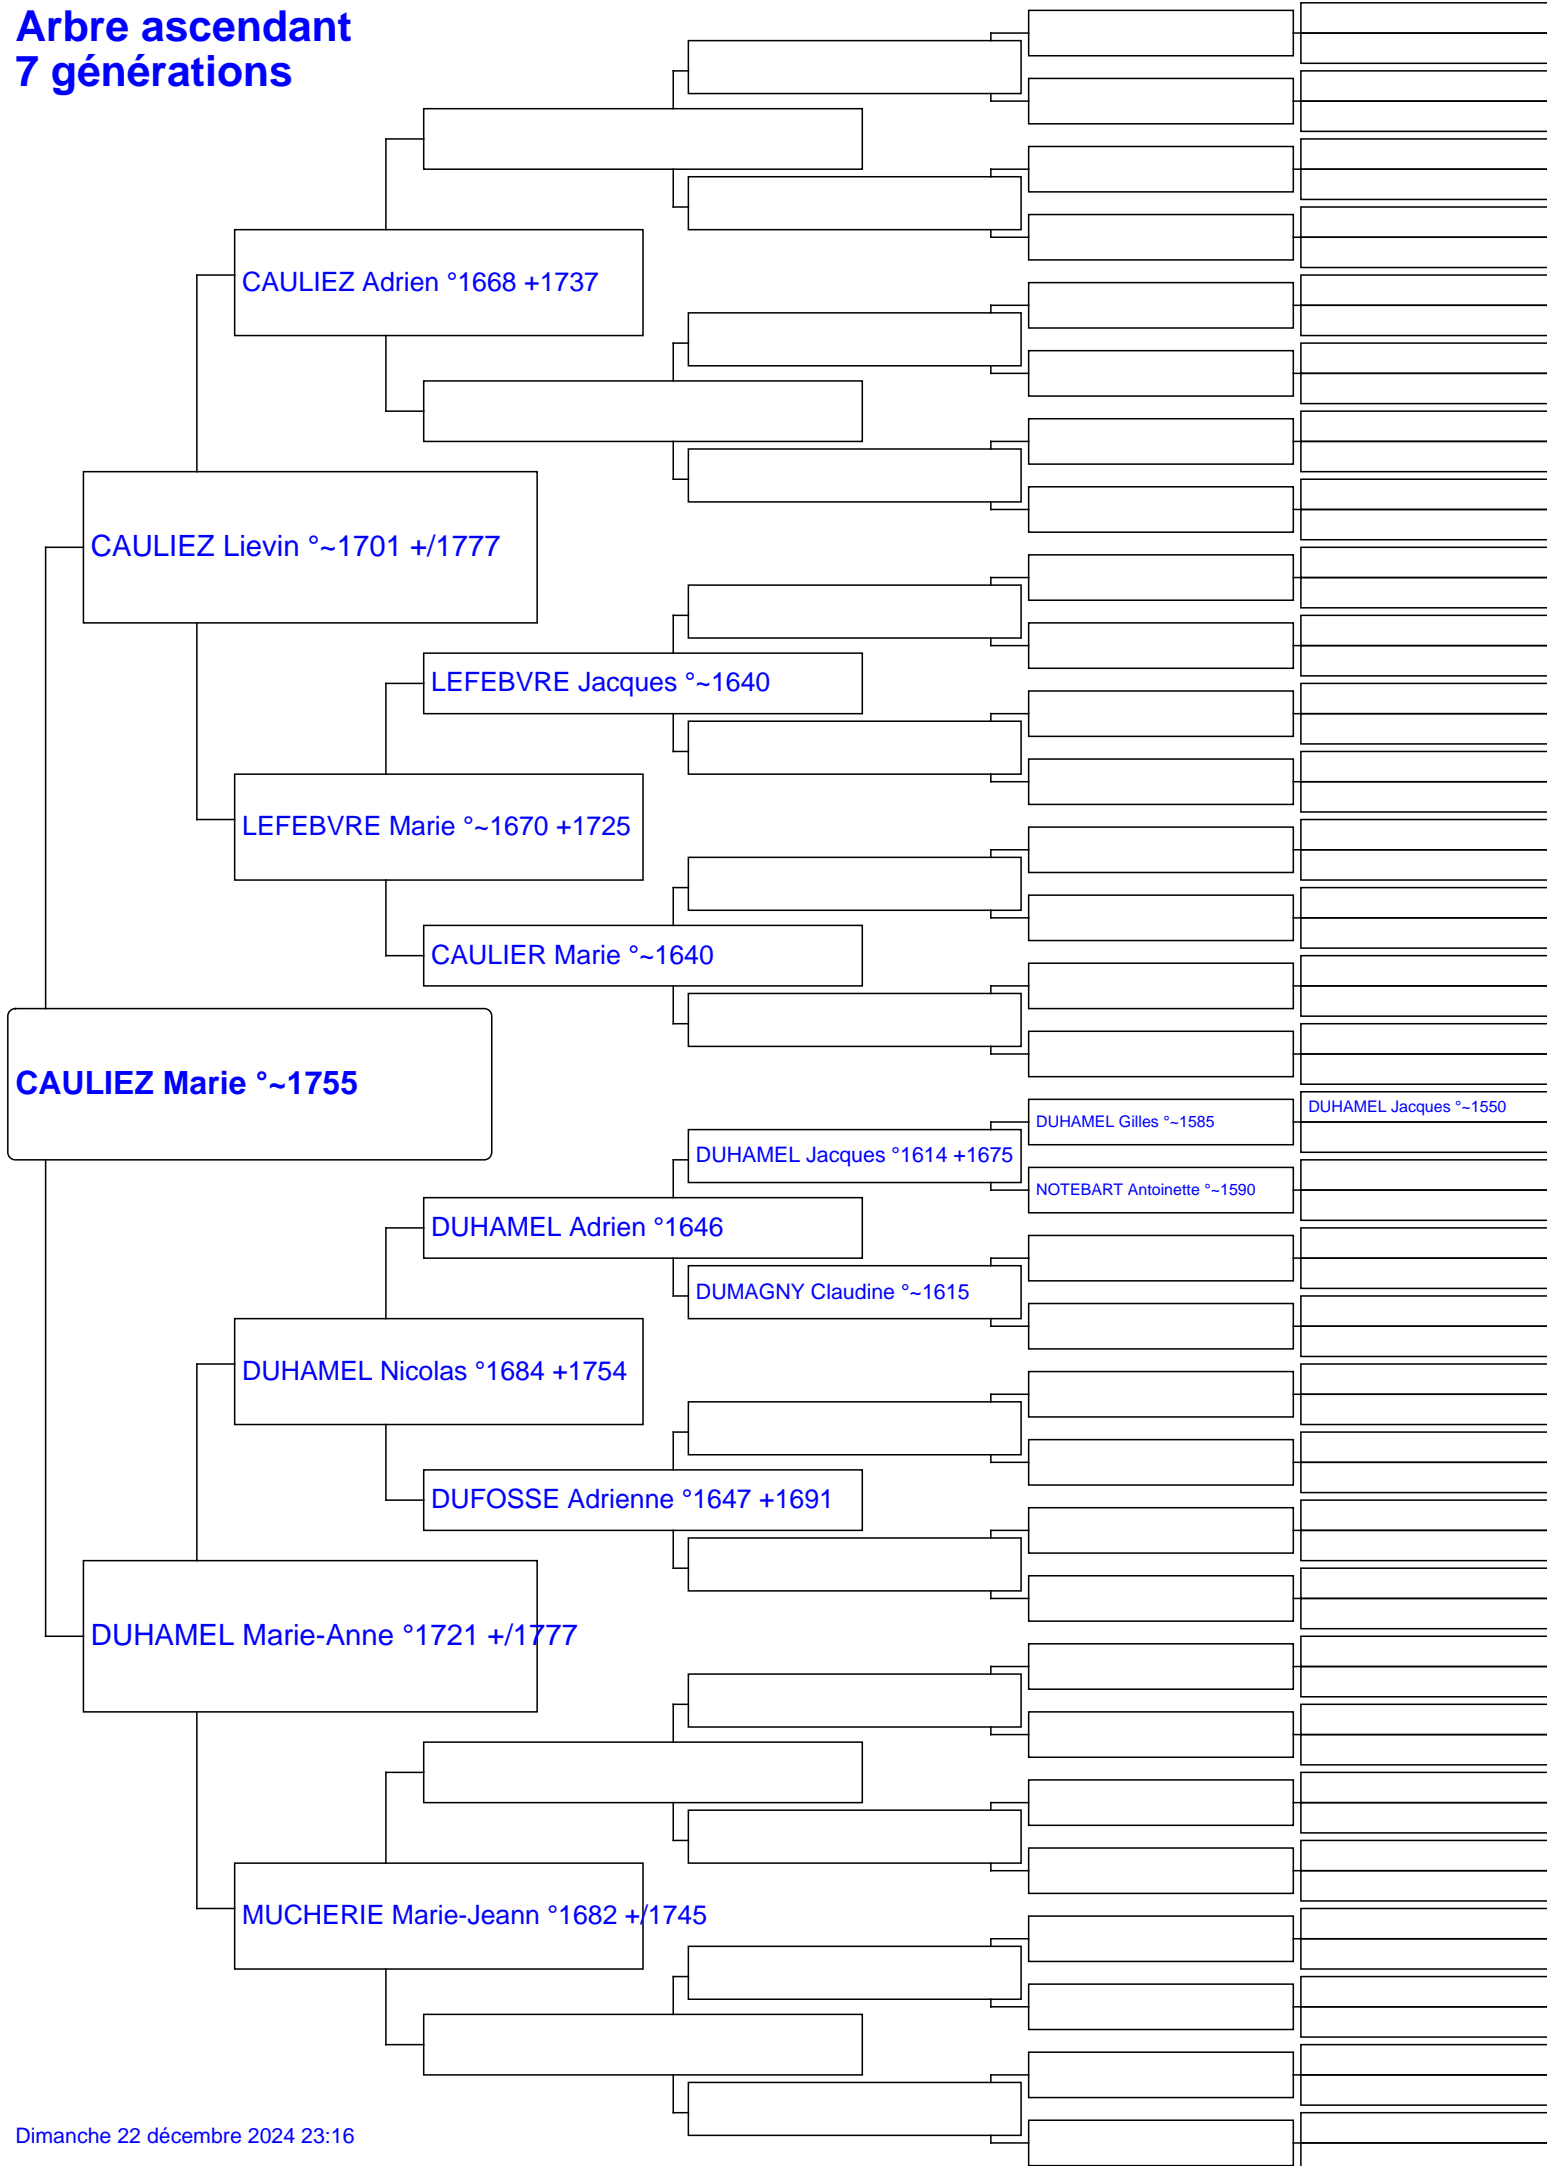 Arbre ascendant
7 générations
CAULIEZ Adrien °1668 +1737
CAULIEZ Lievin °~1701 +/1777
LEFEBVRE Jacques °~1640
LEFEBVRE Marie °~1670 +1725
CAULIER Marie °~1640
CAULIEZ Marie °~1755
DUHAMEL Jacques °~1550
DUHAMEL Gilles °~1585
DUHAMEL Jacques °1614 +1675
NOTEBART Antoinette °~1590
DUHAMEL Adrien °1646
DUMAGNY Claudine °~1615
DUHAMEL Nicolas °1684 +1754
DUFOSSE Adrienne °1647 +1691
DUHAMEL Marie-Anne °1721 +/1777
MUCHERIE Marie-Jeann °1682 +/1745
Dimanche 22 décembre 2024 23:16